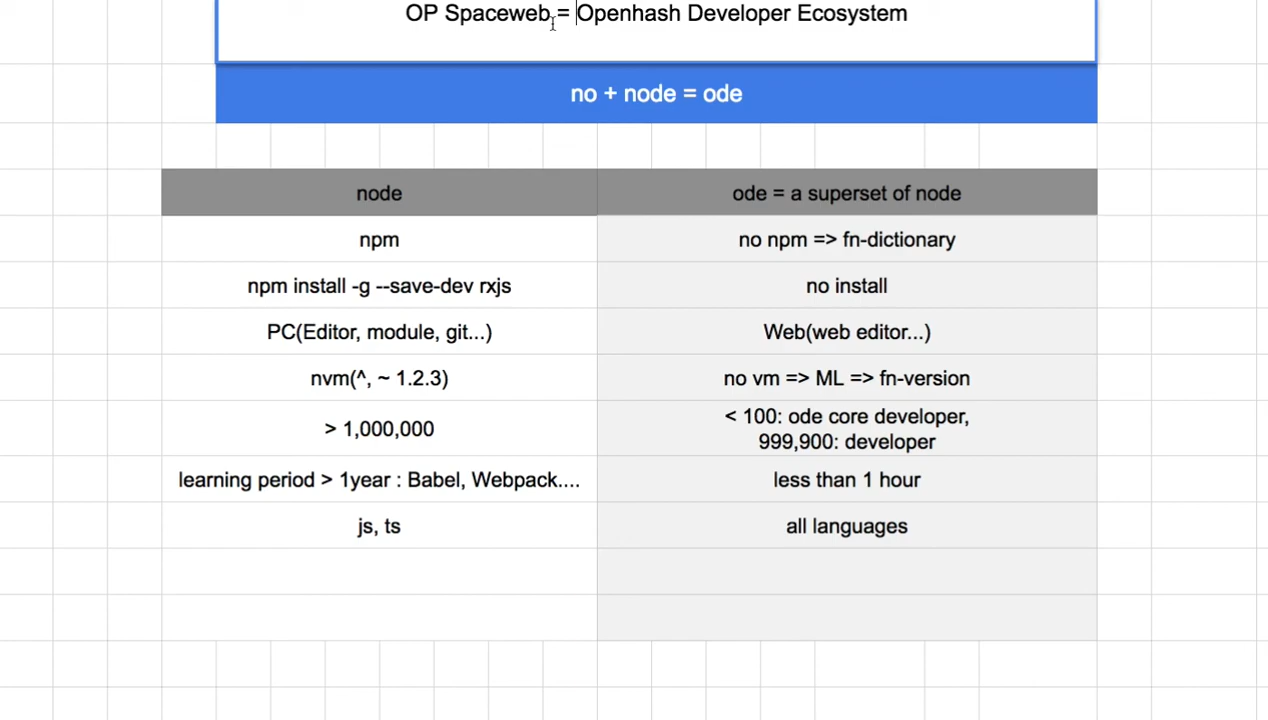 OP Spaceweb = Openhash Developer Ecosystem
no + node = ode
node
ode = a superset of node
npm
no npm => fn-dictionary
npm install -g --save-dev rxjs
no install
PC(Editor, module, git...)
Web(web editor...)
nvm(^, ~ 1.2.3)
no vm => ML => fn-version
> 1,000,000
< 100: ode core developer,
999,900: developer
learning period > 1year : Babel, Webpack....
less than 1 hour
js, ts
all languages